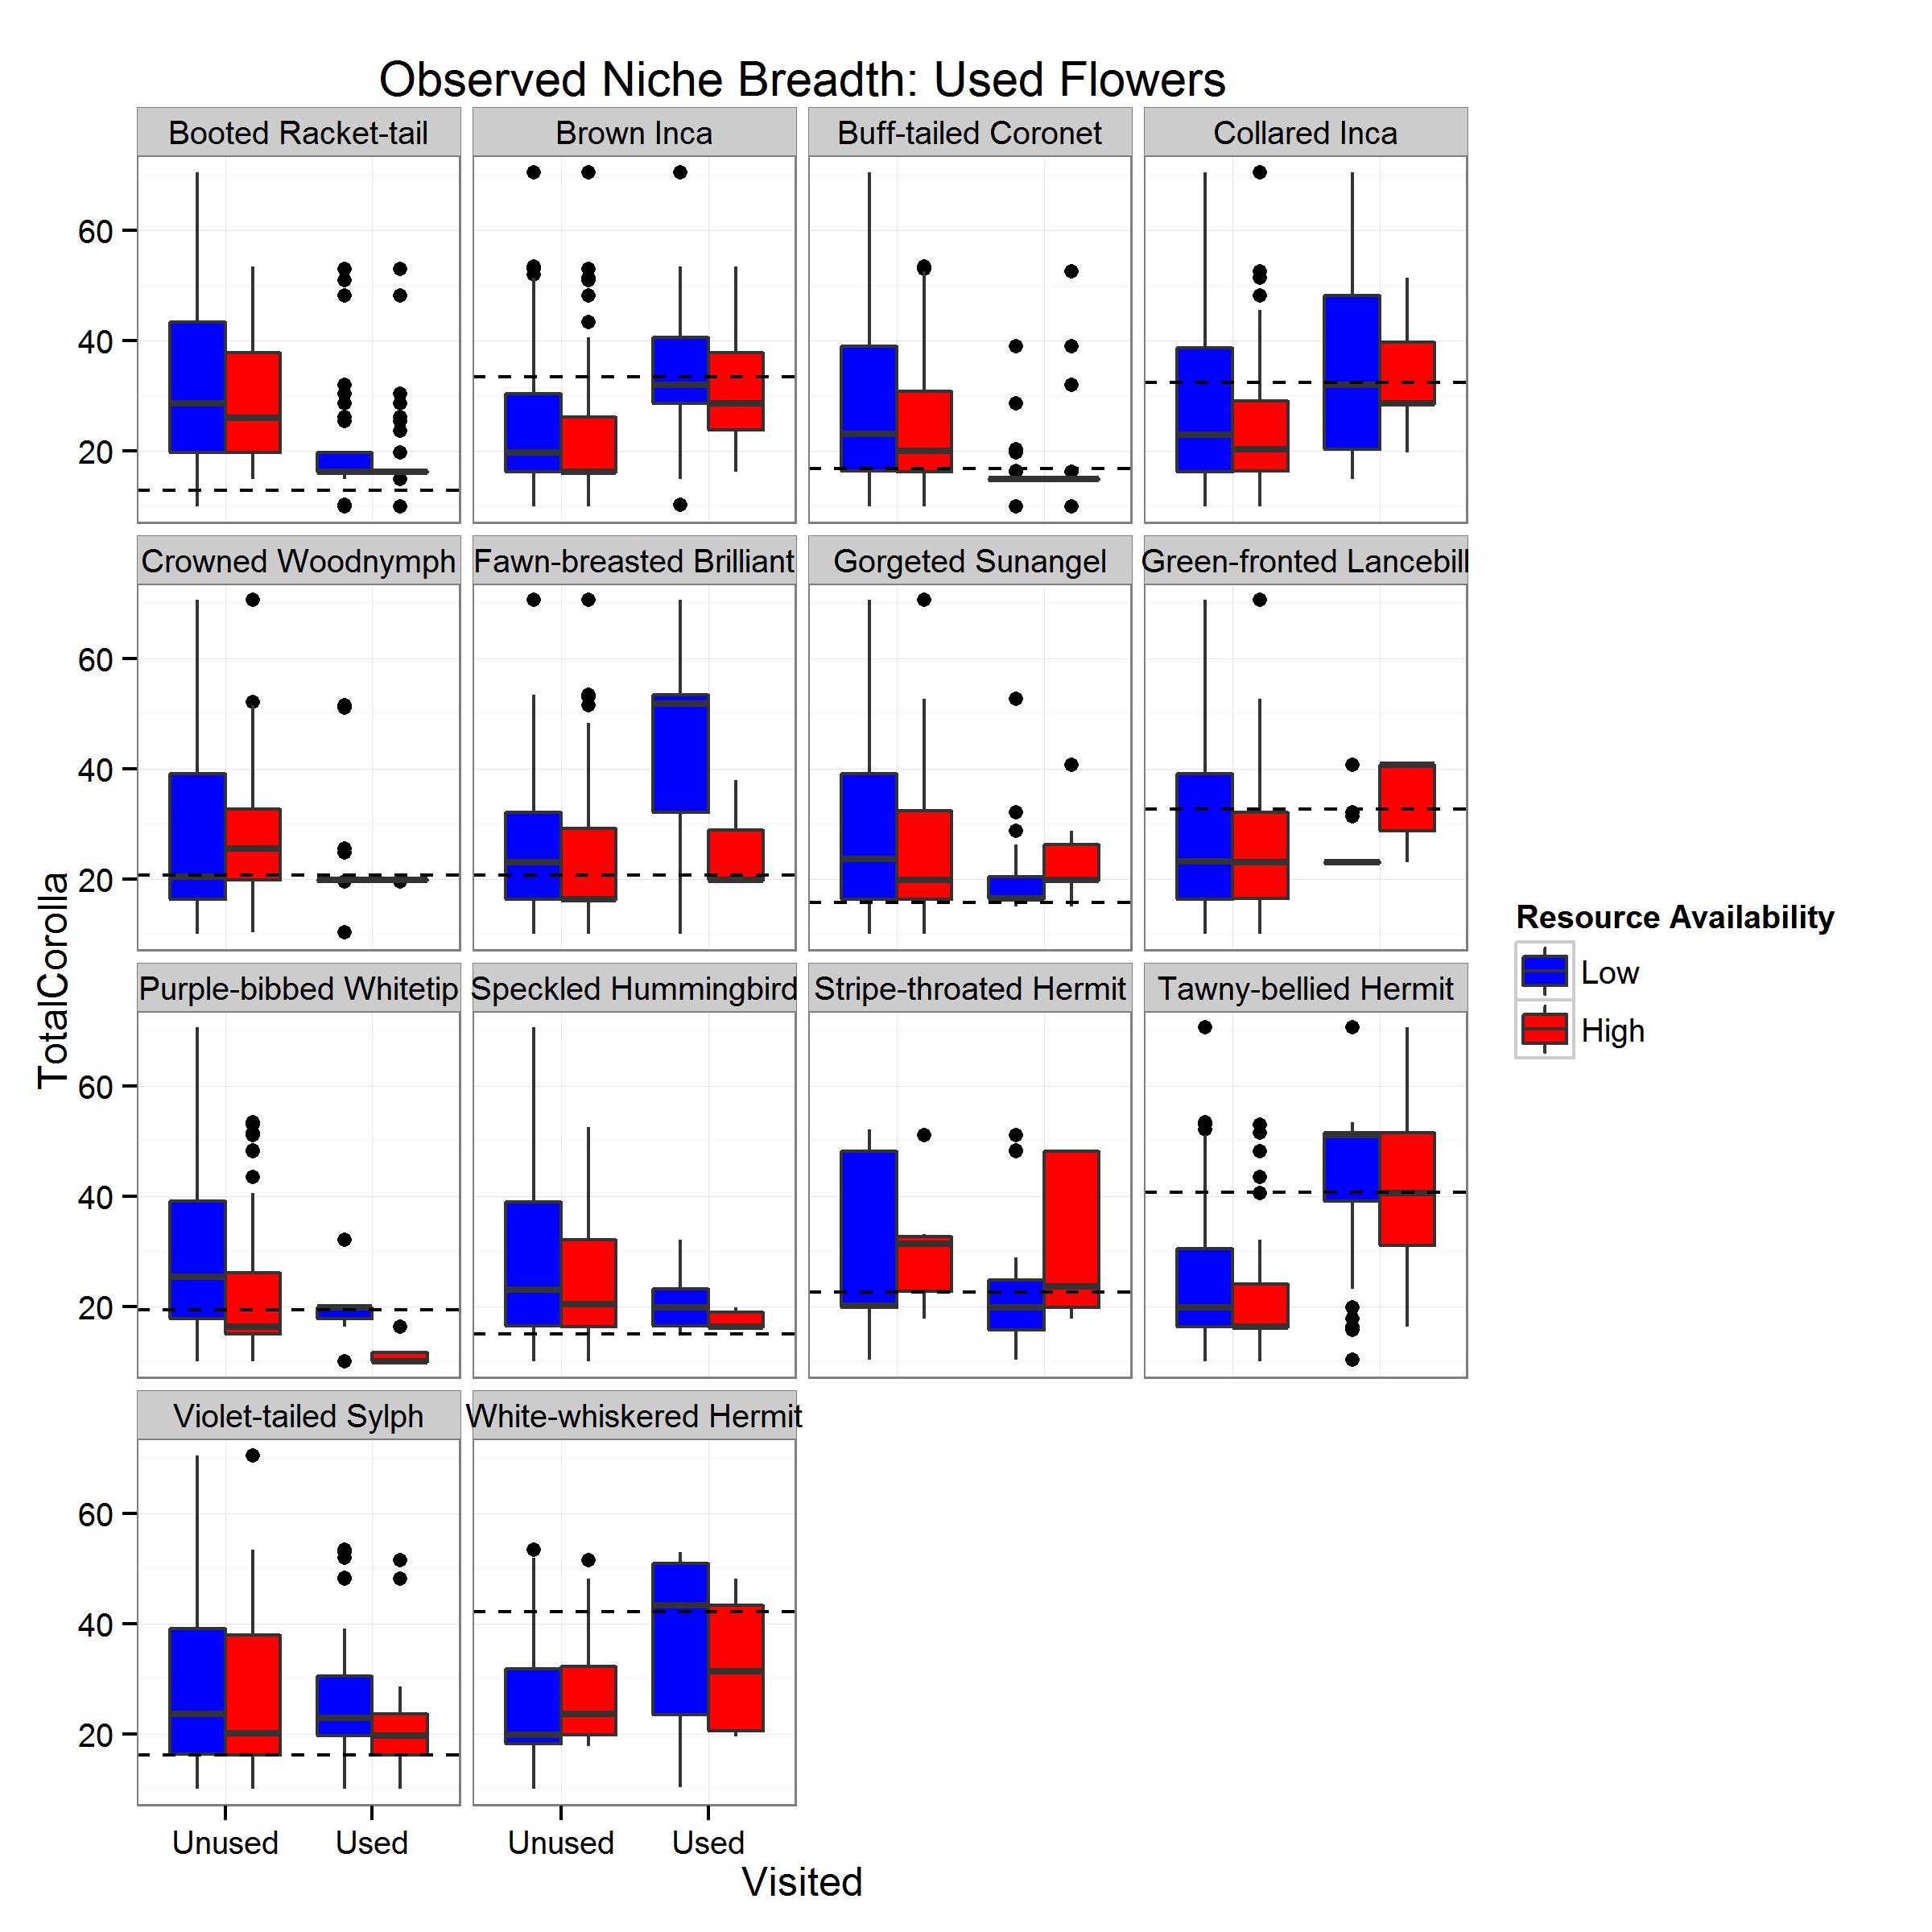 Observed Niche Breadth: Used Flowers
Booted Racket-tail
Brown Inca
Buff-tailed Coronet
Collared Inca
60
40
20
Crowned Woodnymph
Fawn-breasted Brilliant
Gorgeted Sunangel
Green-fronted Lancebill
60
40
20
Purple-bibbed Whitetip
Speckled Hummingbird
Stripe-throated Hermit
Tawny-bellied Hermit
60
40
20
Violet-tailed Sylph
White-whiskered Hermit
60
40
20
Unused
Used
Unused
Used
Visited
TotalCorolla
Resource Availability
Low
High